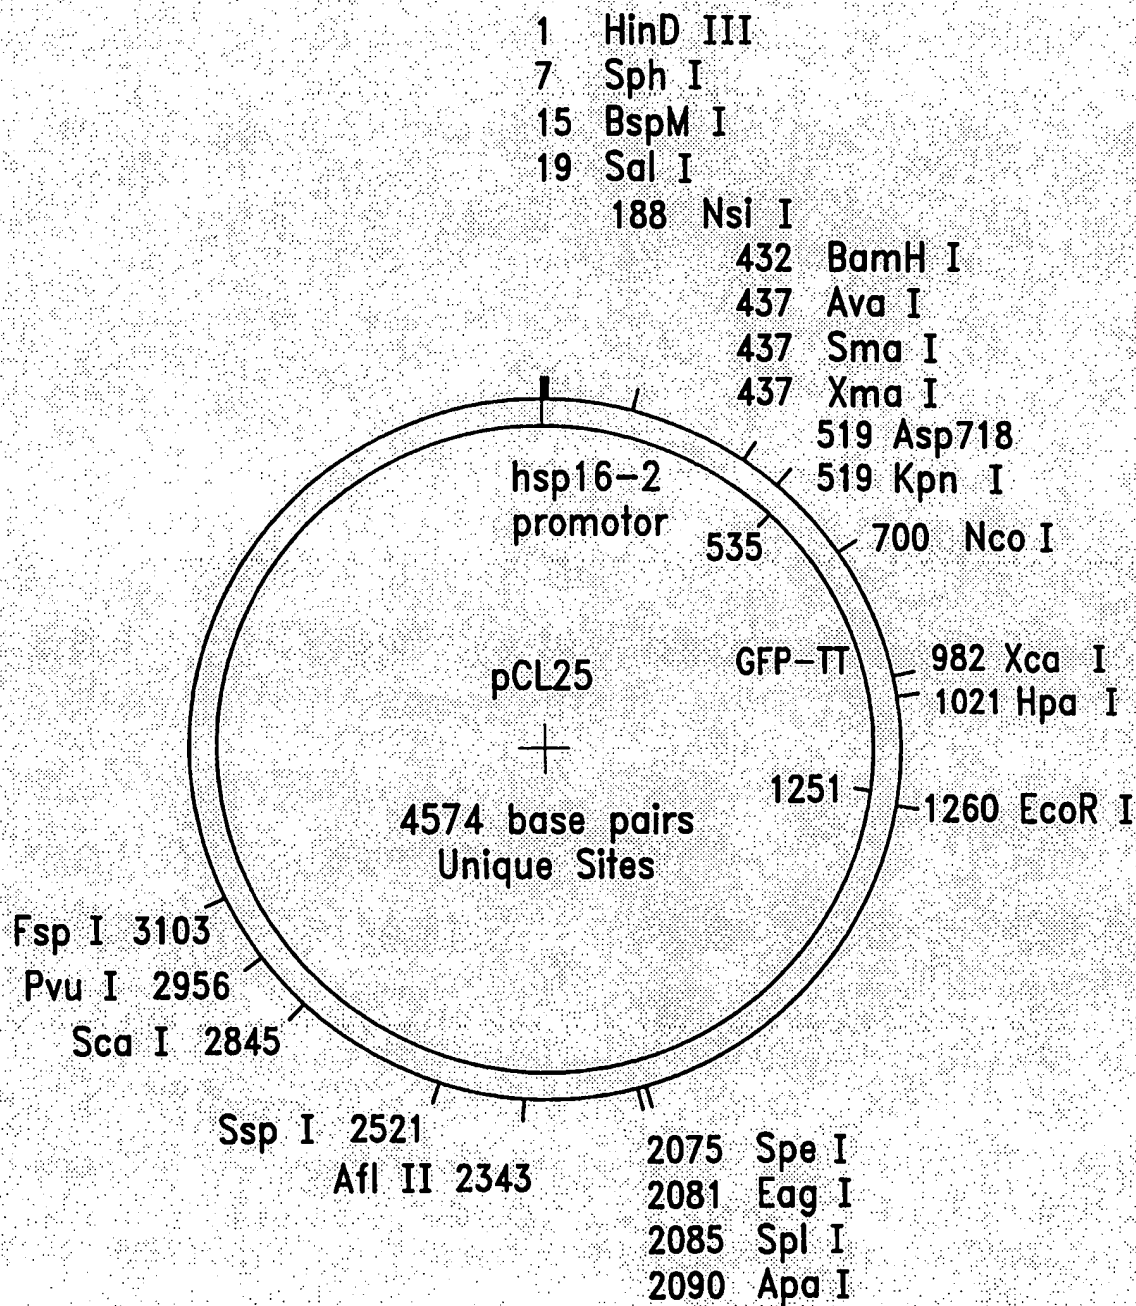 1 HinD III
7 Sph I
15 BspM I
19 Sal I
188 Nsi I
432 BamH I
437 Ava I
437 Sma I
437 Xma I
519 Asp718
519 Kpn I
700 Nco I
982 Xca I
1021 Hpa I
1260 EcoR I
hsp16-2
promotor
535
GFP-TT
1251
pCL25
4574 base pairs
Unique Sites
Fsp I 3103
Pvu I 2956
Sca I 2845
Ssp I 2521
Afl II 2343
2075 Spe I
2081 Eag I
2085 Spl I
2090 Apa I